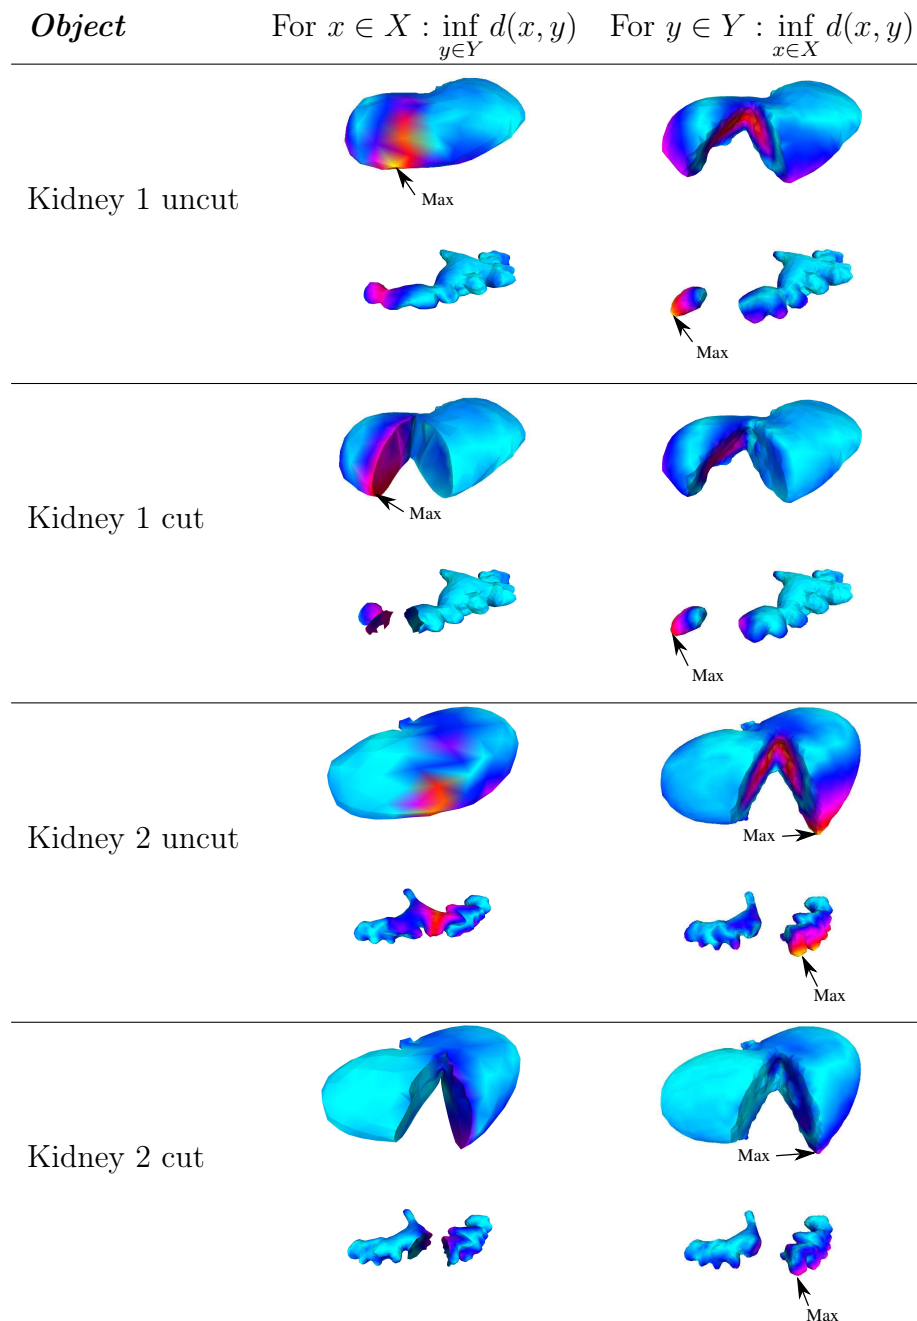 Object For x ∈ X : inf_{y∈Y} d(x, y) For y ∈ Y : inf_{x∈X} d(x, y)
Kidney 1 uncut
Max
Max
Kidney 1 cut
Max
Max
Kidney 2 uncut
Max
Max
Kidney 2 cut
Max
Max